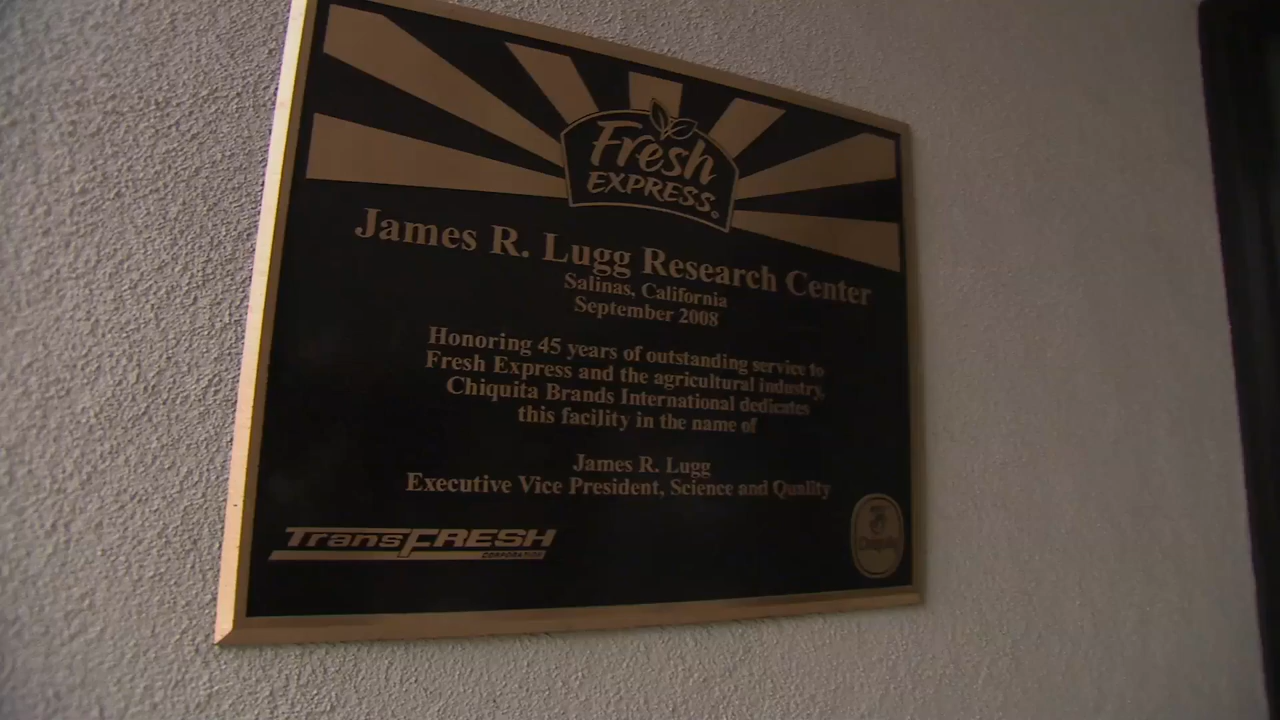 Fresh
EXPRESS®
James R. Lugg Research Center
Salinas, California
September 2008
Honoring 45 years of outstanding service to
Fresh Express and the agricultural industry,
Chiquita Brands International dedicates
this facility in the name of
James R. Lugg
Executive Vice President, Science and Quality
TransFRESH
CORPORATION
Chiquita